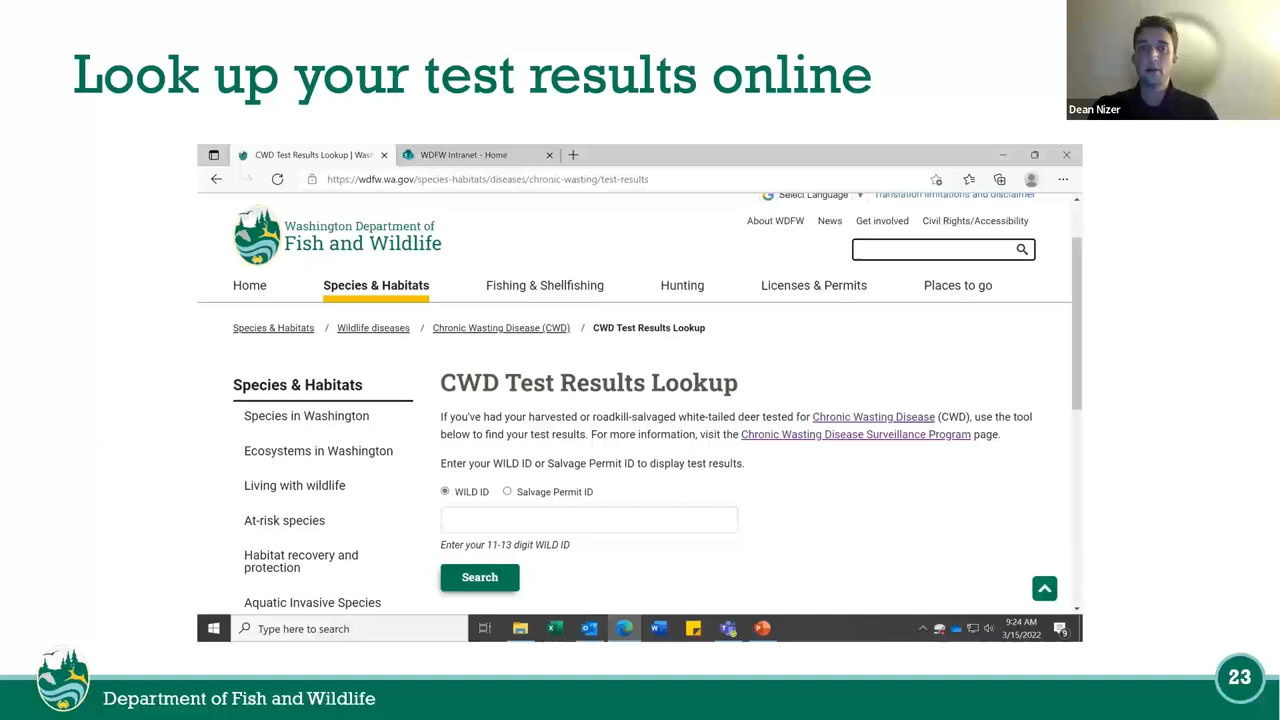 Look up your test results online
Dean Nizer
CWD Test Results Lookup | Wash
WDFW Intranet - Home
https://wdfw.wa.gov/species-habitats/diseases/chronic-wasting/test-results
Select Language
Translation limitations and disclaimer
Washington Department of
Fish and Wildlife
About WDFW News Get involved Civil Rights/Accessibility
Home Species & Habitats Fishing & Shellfishing Hunting Licenses & Permits Places to go
Species & Habitats / Wildlife diseases / Chronic Wasting Disease (CWD) / CWD Test Results Lookup
Species & Habitats
Species in Washington
Ecosystems in Washington
Living with wildlife
At-risk species
Habitat recovery and
protection
Aquatic Invasive Species
CWD Test Results Lookup
If you've had your harvested or roadkill-salvaged white-tailed deer tested for Chronic Wasting Disease (CWD), use the tool
below to find your test results. For more information, visit the Chronic Wasting Disease Surveillance Program page.
Enter your WILD ID or Salvage Permit ID to display test results.
WILD ID Salvage Permit ID
Enter your 11-13 digit WILD ID
Search
Type here to search
9:24 AM
3/15/2022
9
Department of Fish and Wildlife
23